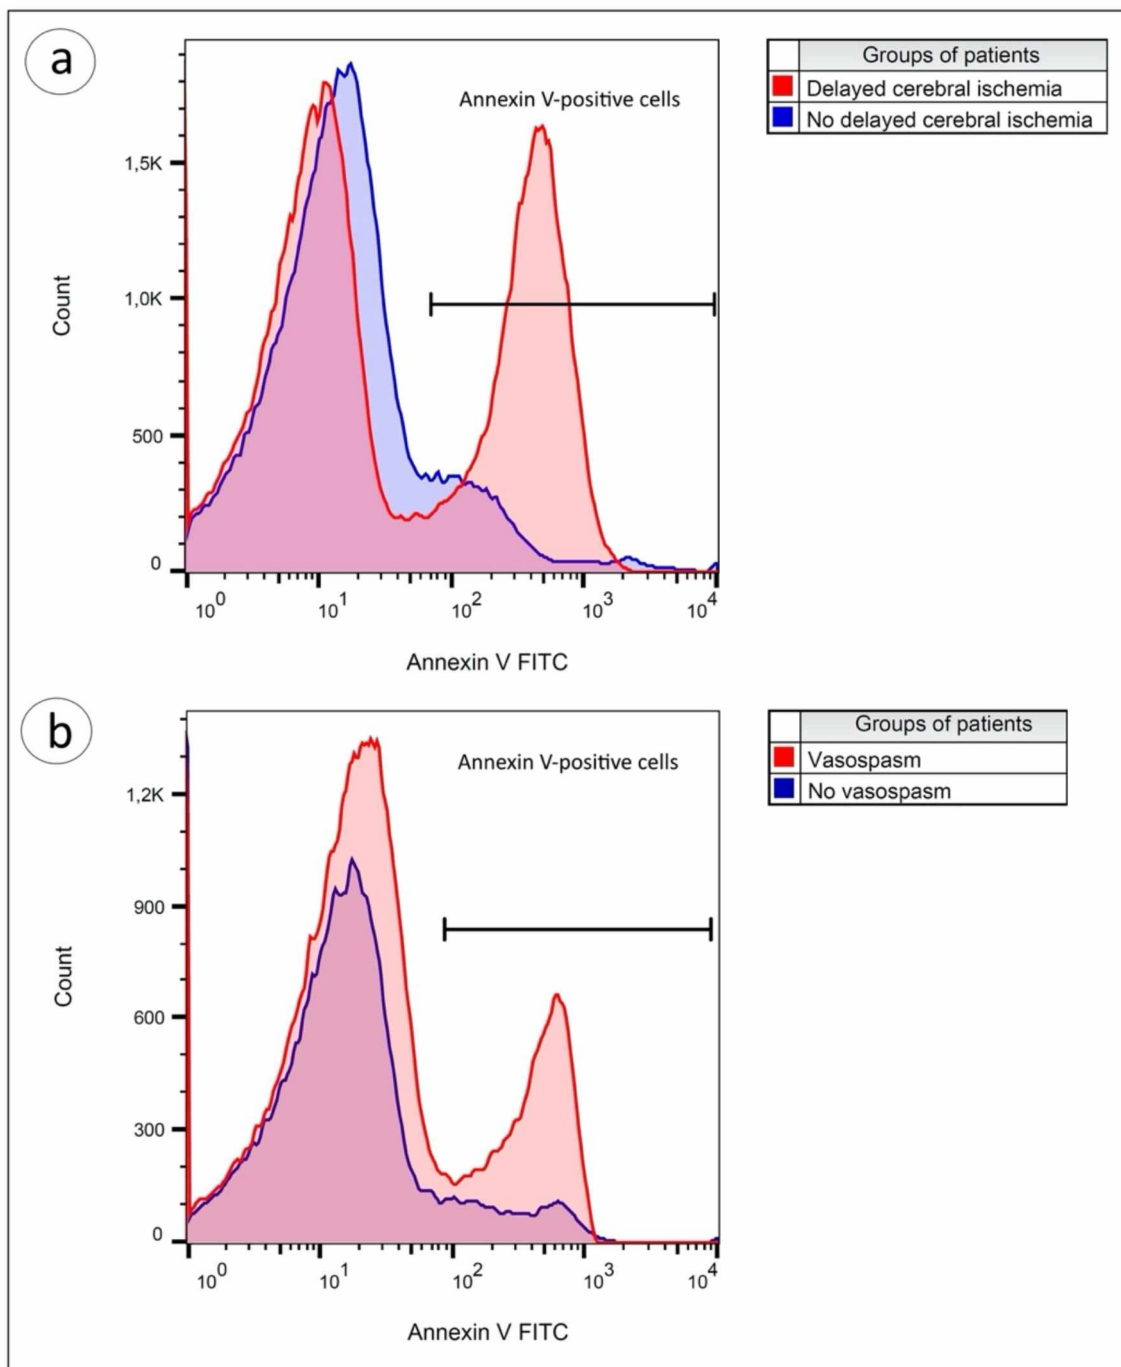 a
Groups of patients
Delayed cerebral ischemia
No delayed cerebral ischemia
Annexin V-positive cells
1,5K
1,0K
500
0
Count
10^0 10^1 10^2 10^3 10^4
Annexin V FITC
b
Groups of patients
Vasospasm
No vasospasm
Annexin V-positive cells
1,2K
900
600
300
0
Count
10^0 10^1 10^2 10^3 10^4
Annexin V FITC